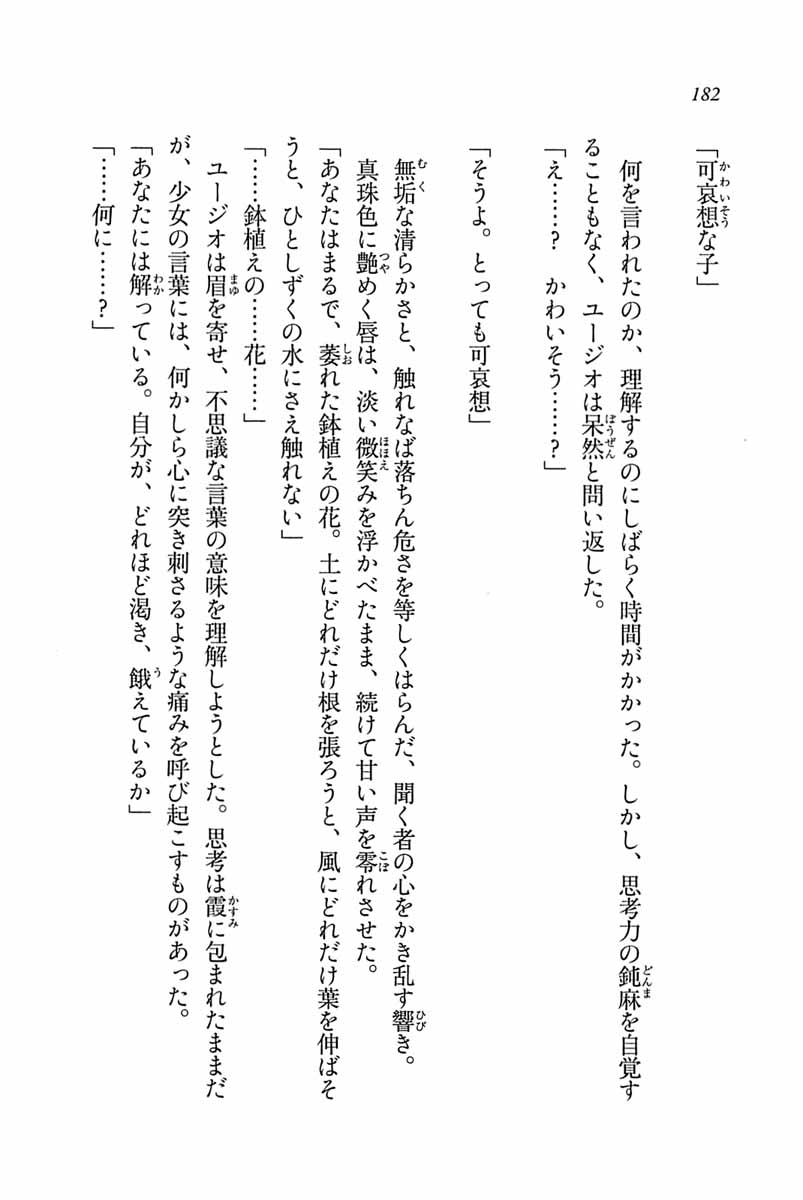 182
「可哀想な子」
何を言われたのか、理解するのにしばらく時間がかかった。しかし、思考力の鈍麻を自覚す
ることもなく、ユージオは呆然と問い返した。
「え……？　かわいそう……？」
「そうよ。とっても可哀想」
無垢な清らかさと、触れなば落ちん危さを等しくはらんだ、聞く者の心をかき乱す響き。
真珠色に艶めく唇は、淡い微笑みを浮かべたまま、続けて甘い声を零れさせた。
「あなたはまるで、萎れた鉢植えの花。土にどれだけ根を張ろうと、風にどれだけ葉を伸ばそ
うと、ひとしずくの水にさえ触れない」
「……鉢植えの……花……」
ユージオは眉を寄せ、不思議な言葉の意味を理解しようとした。思考は霞に包まれたままだ
が、少女の言葉には、何かしら心に突き刺さるような痛みを呼び起こすものがあった。
「あなたには解っている。自分が、どれほど渇き、餓えているか」
「……何に……？」